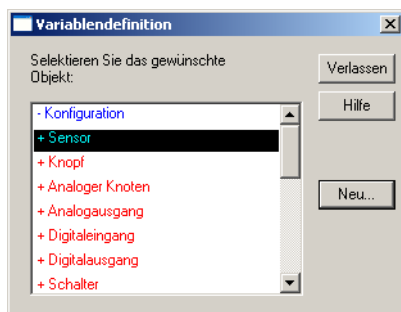 Variablendefinition
Selektieren Sie das gewünschte
Objekt:
Verlassen
Hilfe
Neu...
- Konfiguration
+ Sensor
+ Knopf
+ Analoger Knoten
+ Analogausgang
+ Digitaleingang
+ Digitalausgang
+ Schalter